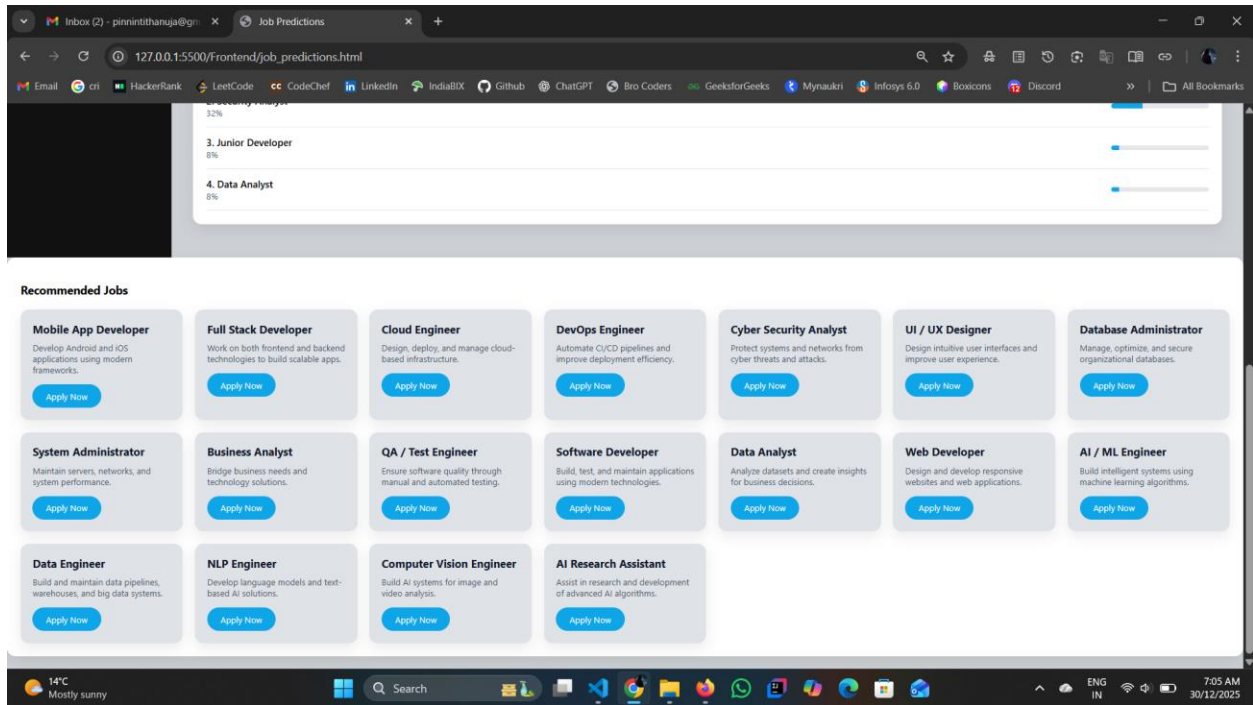 Inbox (2) - pinnintithanuja@gm
Job Predictions
127.0.0.1:5500/Frontend/job_predictions.html
Email
cri
HackerRank
LeetCode
CodeChef
LinkedIn
IndiaBIX
Github
ChatGPT
Bro Coders
GeeksforGeeks
Mynaukri
Infosys 6.0
Boxicons
Discord
All Bookmarks
2. Security Analyst
32%
3. Junior Developer
8%
4. Data Analyst
8%
Recommended Jobs
Mobile App Developer
Develop Android and iOS
applications using modern
frameworks.
Apply Now
Full Stack Developer
Work on both frontend and backend
technologies to build scalable apps.
Apply Now
Cloud Engineer
Design, deploy, and manage cloud-
based infrastructure.
Apply Now
DevOps Engineer
Automate CI/CD pipelines and
improve deployment efficiency.
Apply Now
Cyber Security Analyst
Protect systems and networks from
cyber threats and attacks.
Apply Now
UI / UX Designer
Design intuitive user interfaces and
improve user experience.
Apply Now
Database Administrator
Manage, optimize, and secure
organizational databases.
Apply Now
System Administrator
Maintain servers, networks, and
system performance.
Apply Now
Business Analyst
Bridge business needs and
technology solutions.
Apply Now
QA / Test Engineer
Ensure software quality through
manual and automated testing.
Apply Now
Software Developer
Build, test, and maintain applications
using modern technologies.
Apply Now
Data Analyst
Analyze datasets and create insights
for business decisions.
Apply Now
Web Developer
Design and develop responsive
websites and web applications.
Apply Now
AI / ML Engineer
Build intelligent systems using
machine learning algorithms.
Apply Now
Data Engineer
Build and maintain data pipelines,
warehouses, and big data systems.
Apply Now
NLP Engineer
Develop language models and text-
based AI solutions.
Apply Now
Computer Vision Engineer
Build AI systems for image and
video analysis.
Apply Now
AI Research Assistant
Assist in research and development
of advanced AI algorithms.
Apply Now
14°C
Mostly sunny
Search
ENG
IN
7:05 AM
30/12/2025